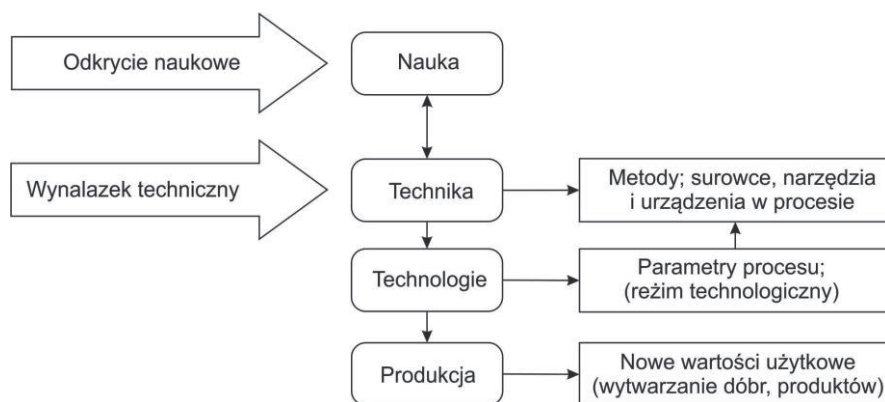 Odkrycie naukowe
Nauka
Wynalazek techniczny
Technika
Metody; surowce, narzędzia
i urządzenia w procesie
Technologie
Parametry procesu;
(reżim technologiczny)
Produkcja
Nowe wartości użytkowe
(wytwarzanie dóbr, produktów)